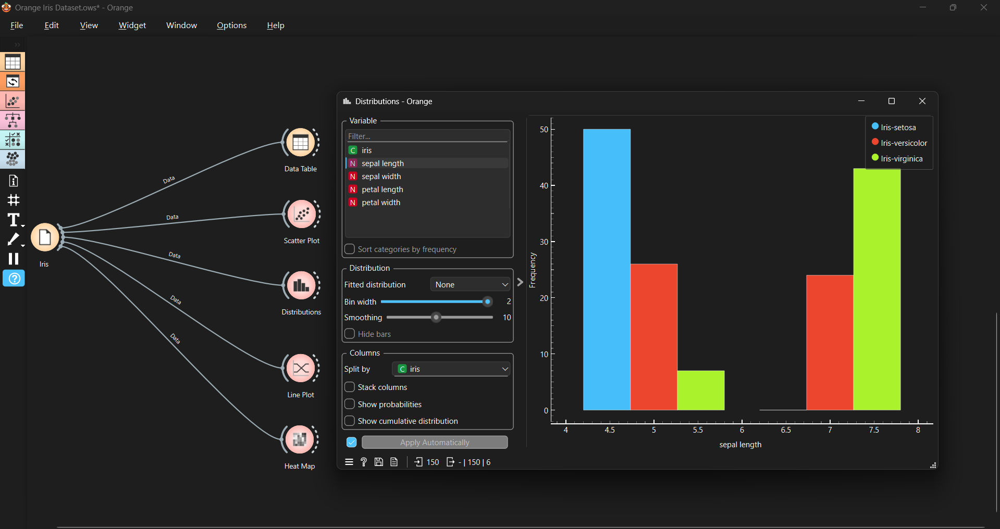 Orange Iris Dataset.ows* - Orange
File Edit View Widget Window Options Help
Data
Data
Data
Data
Data
Iris
Data Table
Scatter Plot
Distributions
Line Plot
Heat Map
Distributions - Orange
Variable
Filter...
C iris
N sepal length
N sepal width
N petal length
N petal width
Sort categories by frequency
Distribution
Fitted distribution None
Bin width 2
Smoothing 10
Hide bars
Columns
Split by C iris
Stack columns
Show probabilities
Show cumulative distribution
Apply Automatically
? 150 - | 150 | 6
Iris-setosa
Iris-versicolor
Iris-virginica
Frequency
50
40
30
20
10
0
4 4.5 5 5.5 6 6.5 7 7.5 8
sepal length